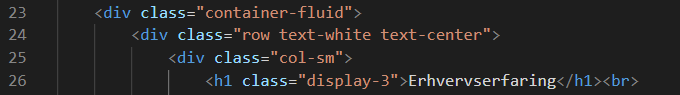 23 <div class="container-fluid">
24 <div class="row text-white text-center">
25 <div class="col-sm">
26 <h1 class="display-3">Erhvervserfaring</h1><br>